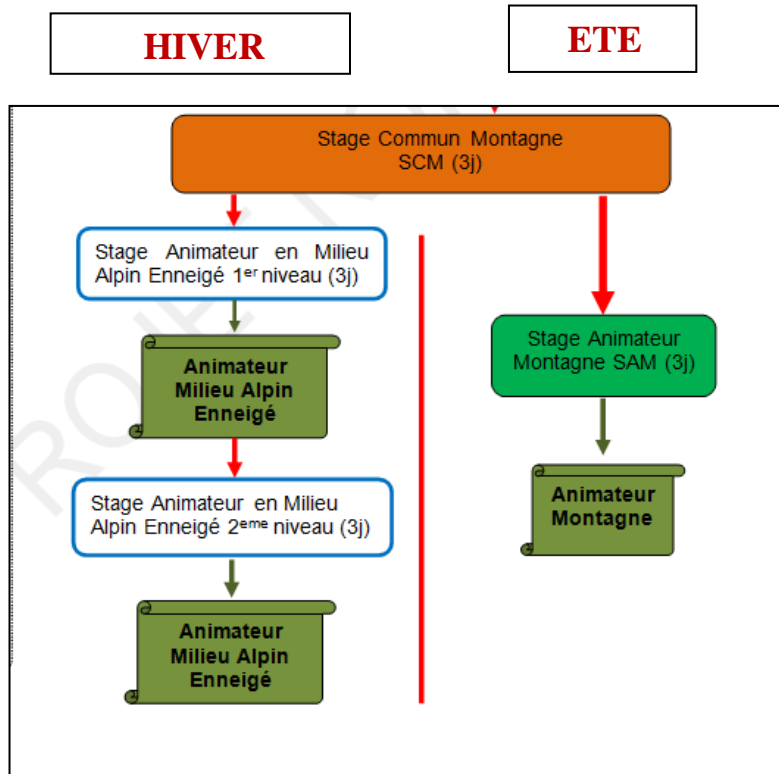 HIVER
ETE
Stage Commun Montagne
SCM (3j)
Stage Animateur en Milieu
Alpin Enneigé 1er niveau (3j)
Stage Animateur
Montagne SAM (3j)
Animateur
Milieu Alpin
Enneigé
Animateur
Montagne
Stage Animateur en Milieu
Alpin Enneigé 2eme niveau (3j)
Animateur
Milieu Alpin
Enneigé